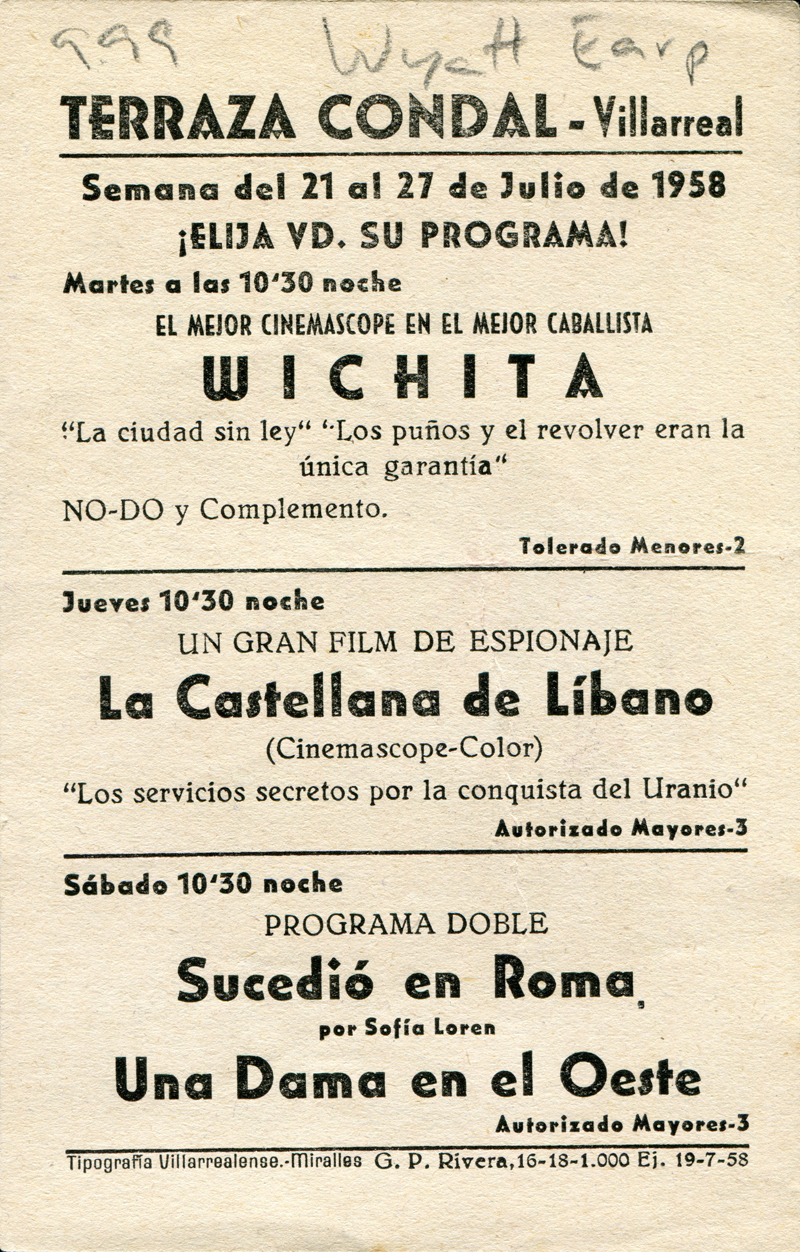 999 Wyatt Earp
TERRAZA CONDAL - Villarreal
Semana del 21 al 27 de Julio de 1958
¡ELIJA VD. SU PROGRAMA!
Martes a las 10'30 noche
EL MEJOR CINEMASCOPE EN EL MEJOR CABALLISTA
WICHITA
“La ciudad sin ley“ “Los puños y el revolver eran la
única garantía“
NO-DO y Complemento.
Tolerado Menores-2
Jueves 10'30 noche
UN GRAN FILM DE ESPIONAJE
La Castellana de Líbano
(Cinemascope-Color)
“Los servicios secretos por la conquista del Uranio“
Autorizado Mayores-3
Sábado 10'30 noche
PROGRAMA DOBLE
Sucedió en Roma,
por Sofía Loren
Una Dama en el Oeste
Autorizado Mayores-3
Tipografía Villarrealense.-Miralles G. P. Rivera,16-18-1.000 Ej. 19-7-58